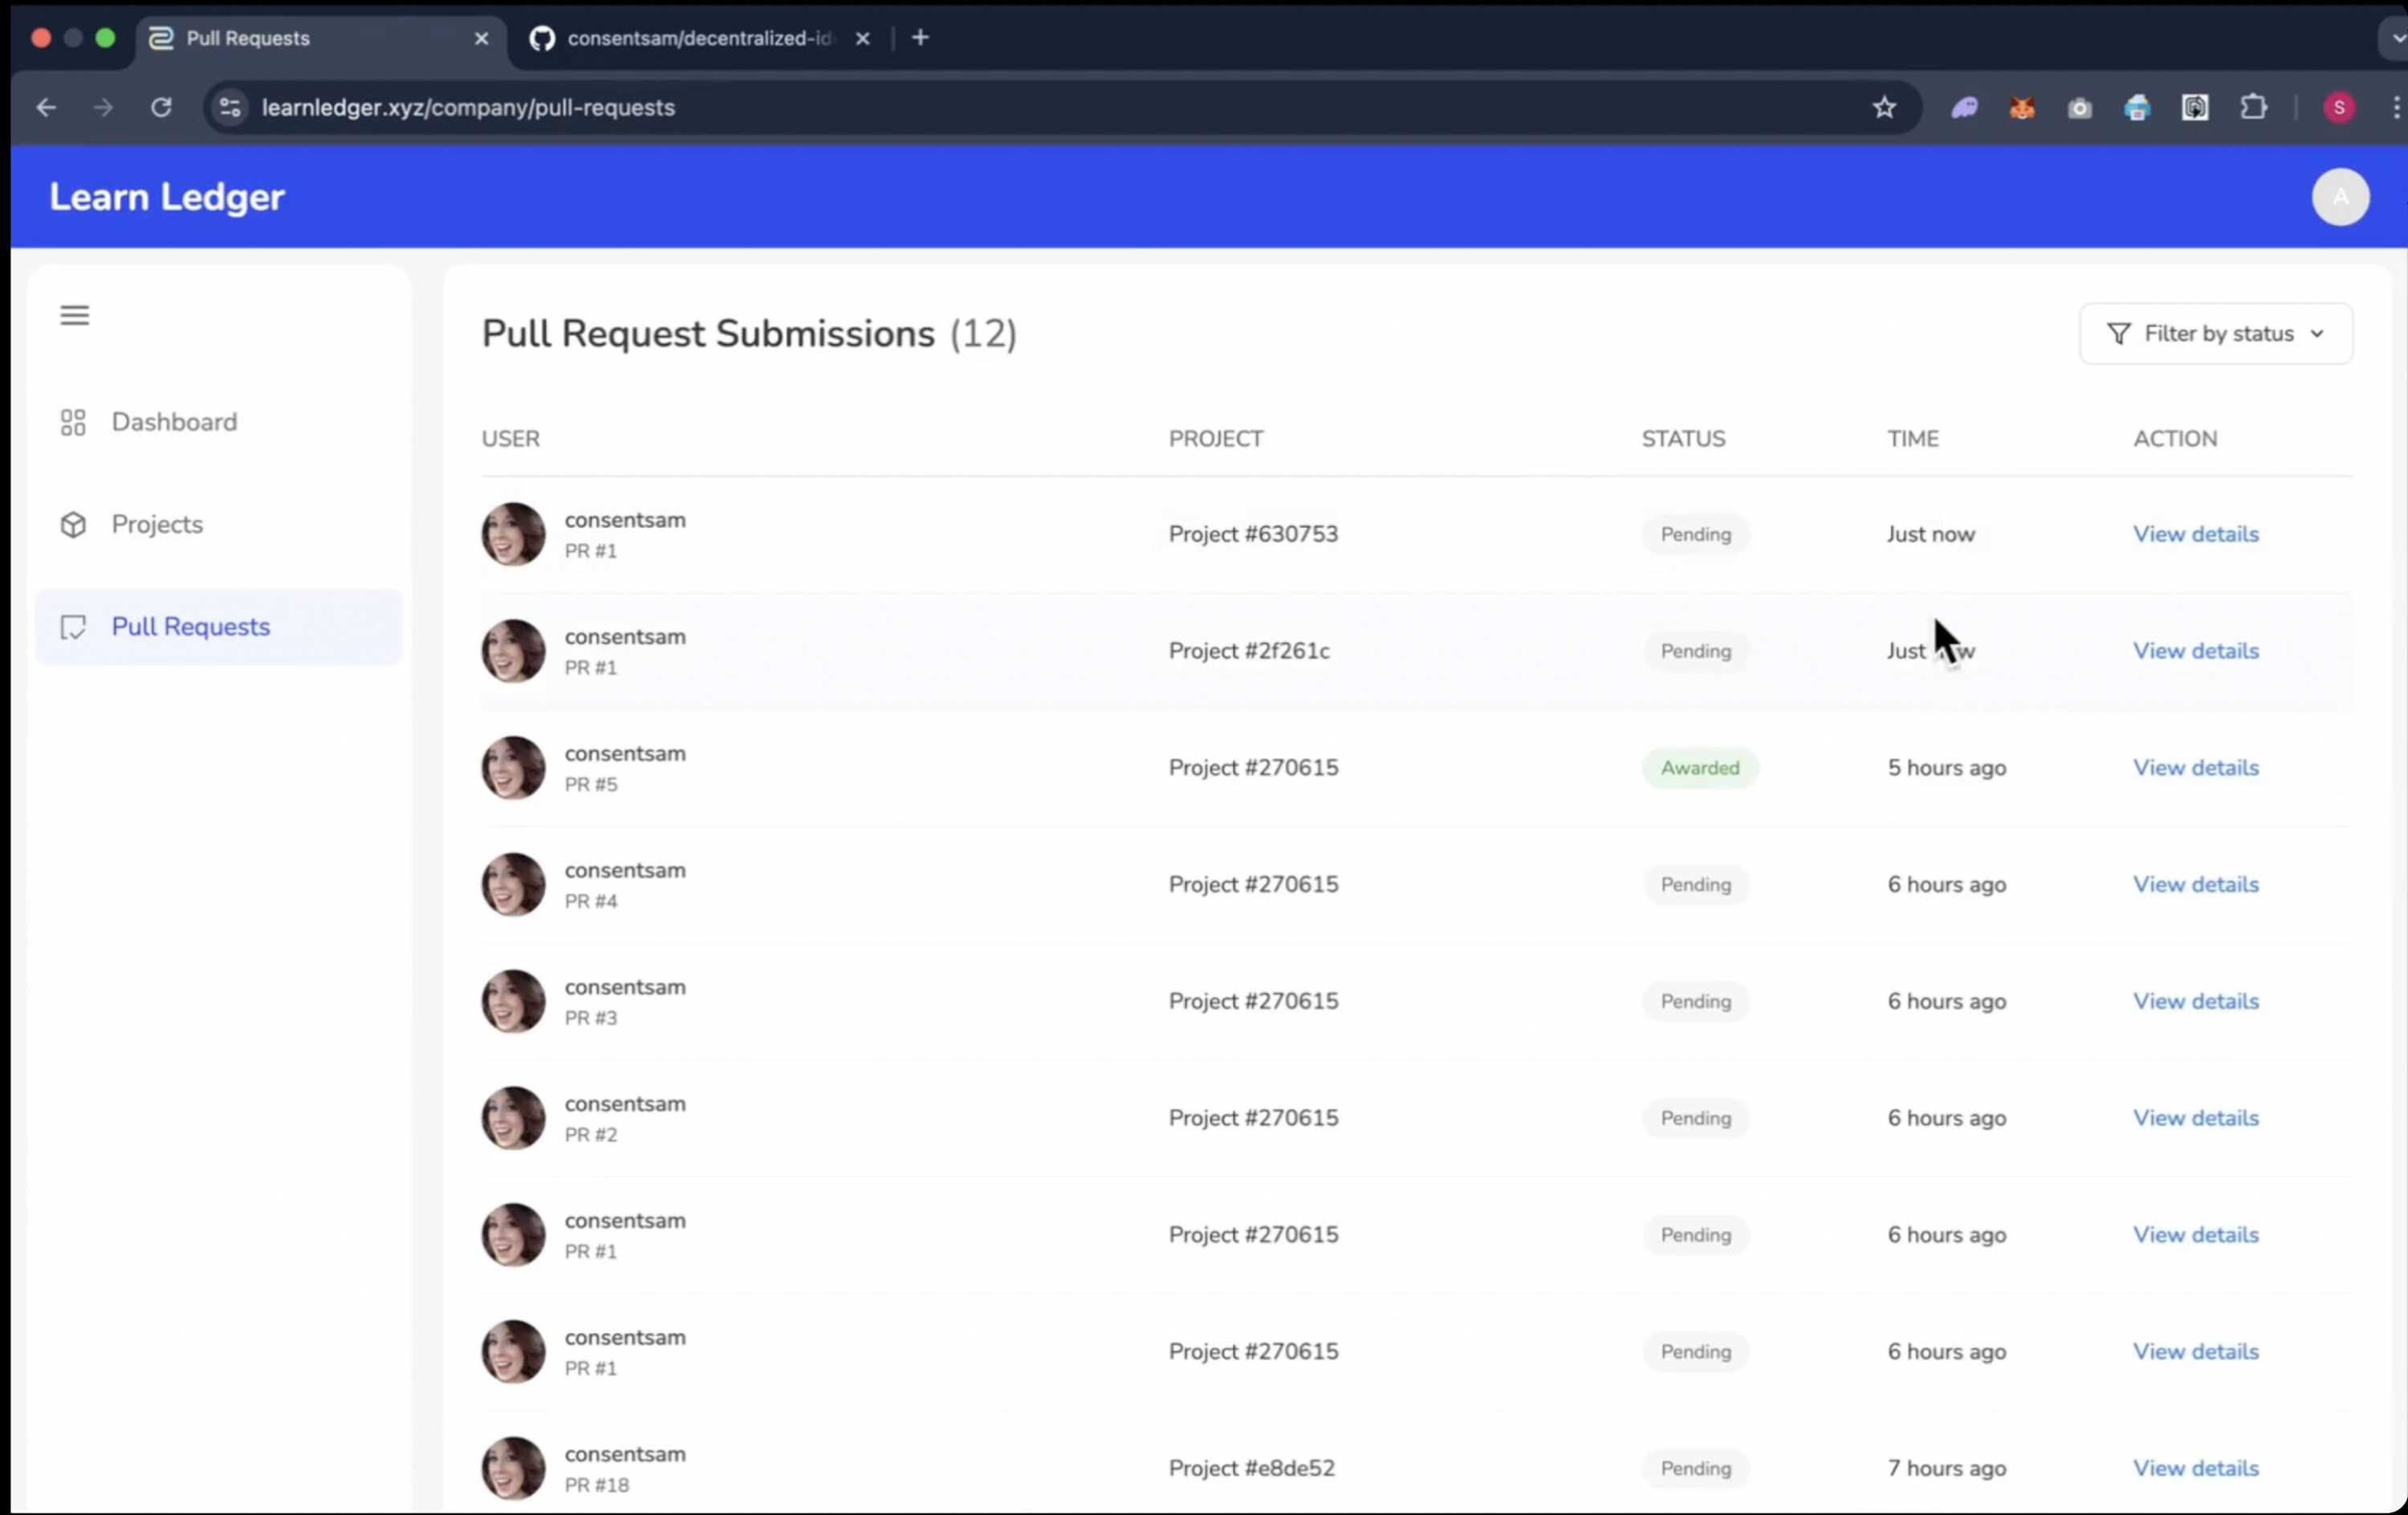 Pull Requests
consentsam/decentralized-id
learnledger.xyz/company/pull-requests
S
Learn Ledger
A
Pull Request Submissions (12)
Filter by status
Dashboard
Projects
Pull Requests
USER PROJECT STATUS TIME ACTION
consentsam
PR #1
Project #630753 Pending Just now View details
consentsam
PR #1
Project #2f261c Pending Just View details
consentsam
PR #5
Project #270615 Awarded 5 hours ago View details
consentsam
PR #4
Project #270615 Pending 6 hours ago View details
consentsam
PR #3
Project #270615 Pending 6 hours ago View details
consentsam
PR #2
Project #270615 Pending 6 hours ago View details
consentsam
PR #1
Project #270615 Pending 6 hours ago View details
consentsam
PR #1
Project #270615 Pending 6 hours ago View details
consentsam
PR #18
Project #e8de52 Pending 7 hours ago View details